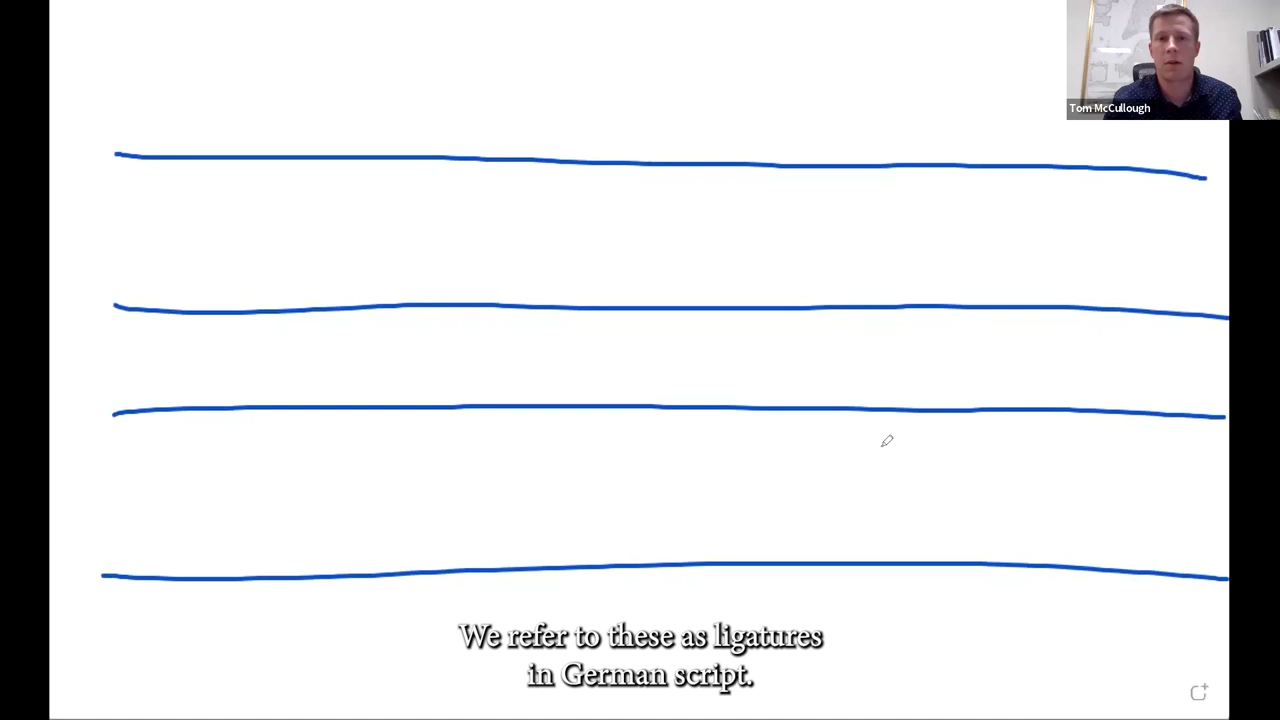 Tom McCullough
We refer to these as ligatures
in German script.